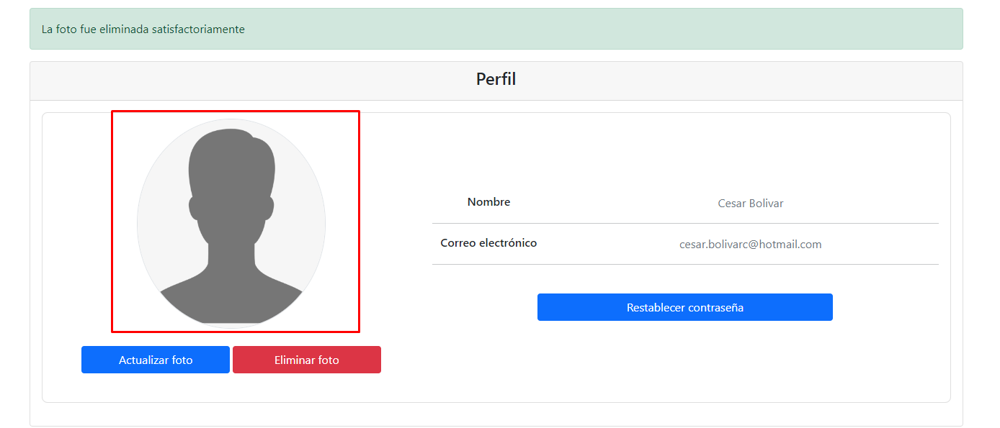 La foto fue eliminada satisfactoriamente
Perfil
Nombre
Cesar Bolivar
Correo electrónico
cesar.bolivarc@hotmail.com
Restablecer contraseña
Actualizar foto
Eliminar foto